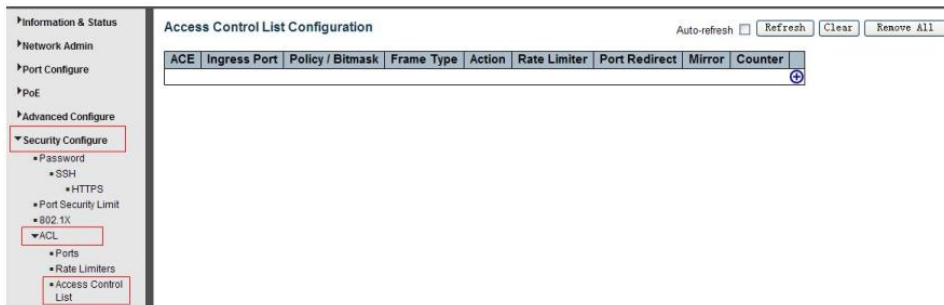 Information & Status
Network Admin
Port Configure
PoE
Advanced Configure
Security Configure
Password
SSH
HTTPS
Port Security Limit
802.1X
ACL
Ports
Rate Limiters
Access Control
List
Access Control List Configuration
Auto-refresh Refresh Clear Remove All
ACE Ingress Port Policy / Bitmask Frame Type Action Rate Limiter Port Redirect Mirror Counter